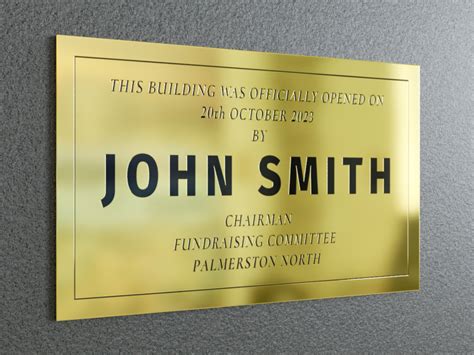 THIS BUILDING WAS OFFICIALLY OPENED ON
20th OCTOBER 2023
BY
JOHN SMITH
CHAIRMAN
FUNDRAISING COMMITTEE
PALMERSTON NORTH